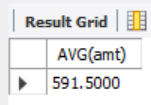 Result Grid
AVG(amt)
591.5000